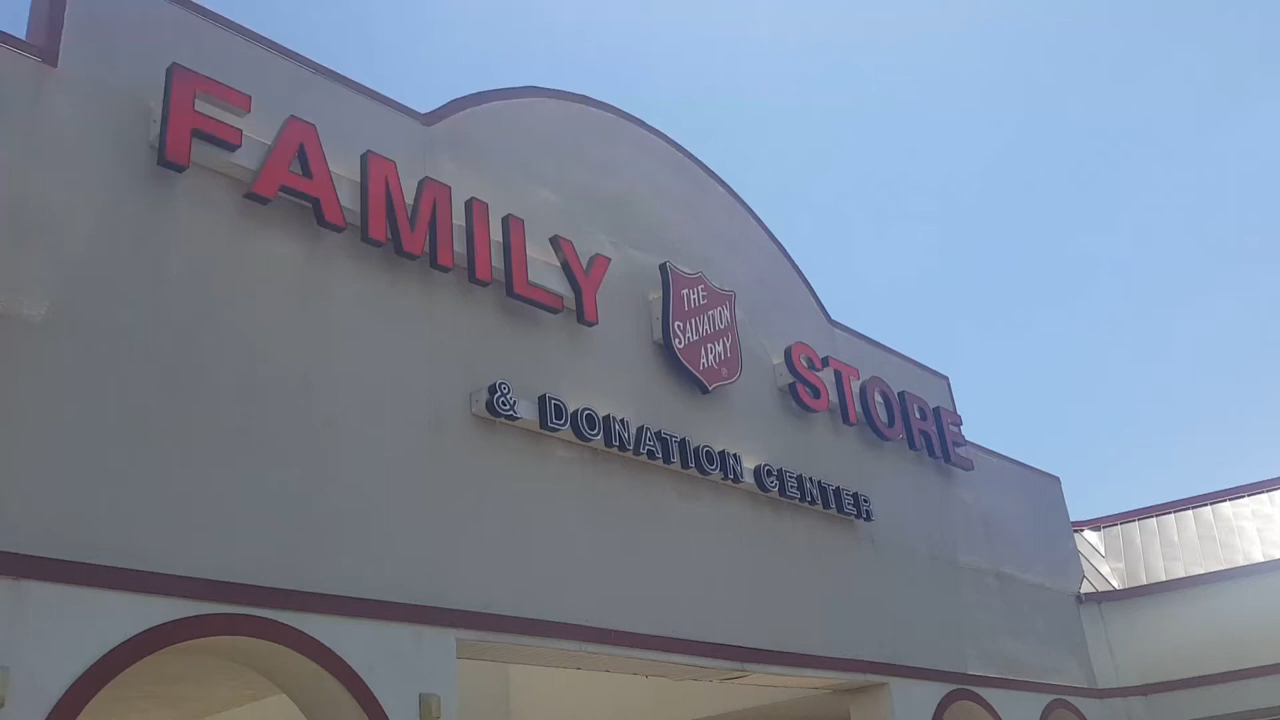 FAMILY STORE
THE
SALVATION
ARMY
& DONATION CENTER